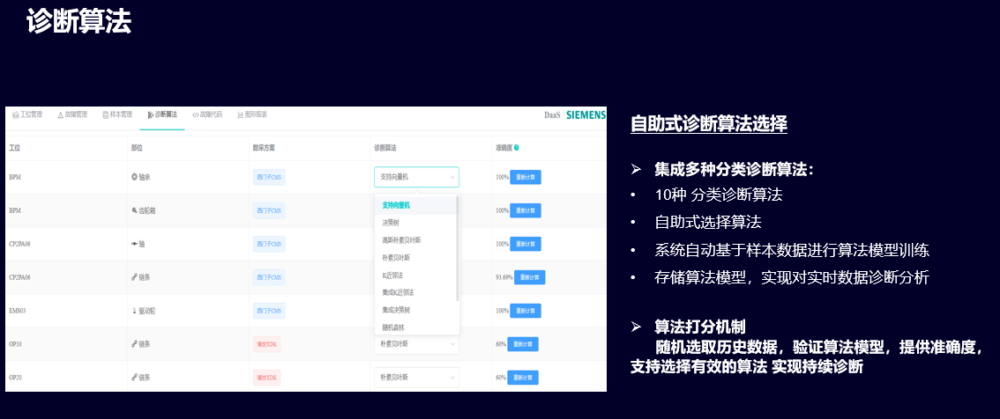 诊断算法
工位管理 故障管理 样本管理 诊断算法 故障代码 图形报表 DaaS SIEMENS
工位 部位 数采方案 诊断算法 准确度
BPM 轴承 西门子CMS 支持向量机 100% 重新计算
支持向量机
BPM 齿轮箱 西门子CMS 100% 重新计算
决策树
高斯朴素贝叶斯
CP2PA06 轴 西门子CMS 100% 重新计算
朴素贝叶斯
K近邻法
CP2PA06 链条 西门子CMS 93.69% 重新计算
集成K近邻法
集成决策树
EMS03 驱动轮 西门子CMS 100% 重新计算
随机森林
OP10 链条 博世XDK 朴素贝叶斯 60% 重新计算
OP20 链条 博世XDK 朴素贝叶斯 60% 重新计算
自助式诊断算法选择
➢ 集成多种分类诊断算法：
• 10种 分类诊断算法
• 自助式选择算法
• 系统自动基于样本数据进行算法模型训练
• 存储算法模型，实现对实时数据诊断分析
➢ 算法打分机制
随机选取历史数据，验证算法模型，提供准确度，
支持选择有效的算法 实现持续诊断